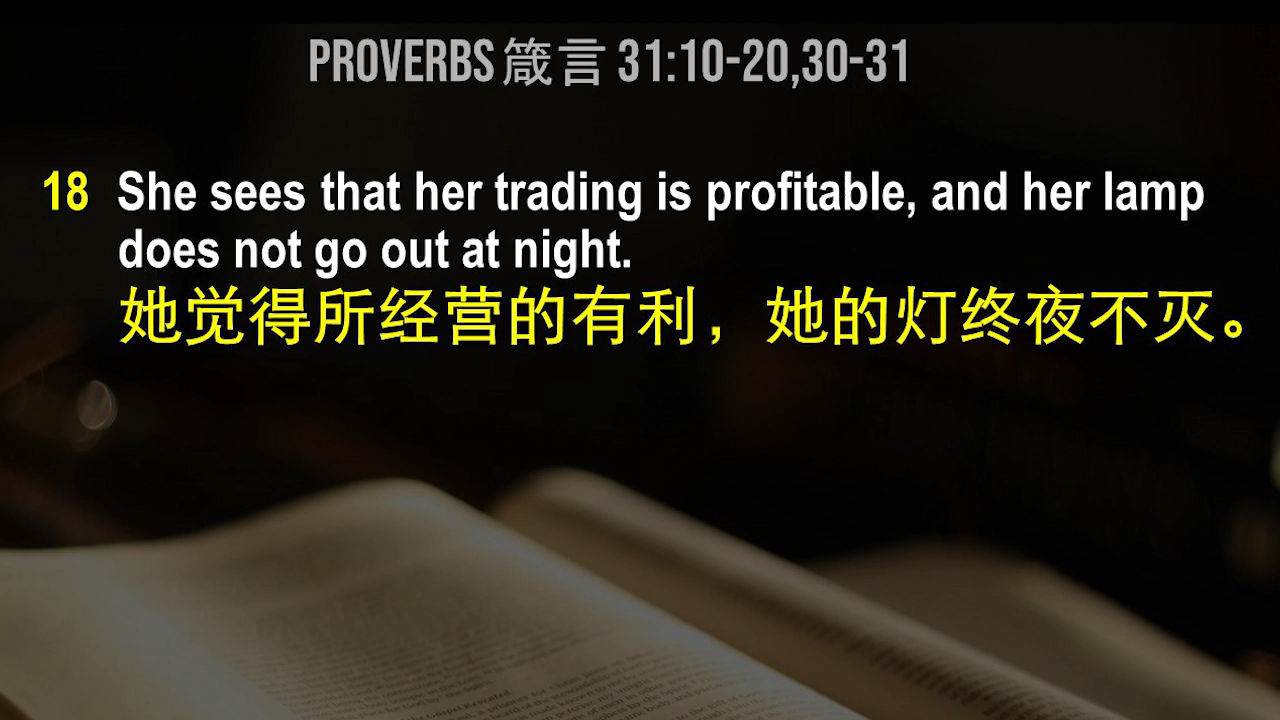 PROVERBS 箴言 31:10-20,30-31
18 She sees that her trading is profitable, and her lamp
does not go out at night.
她觉得所经营的有利，她的灯终夜不灭。